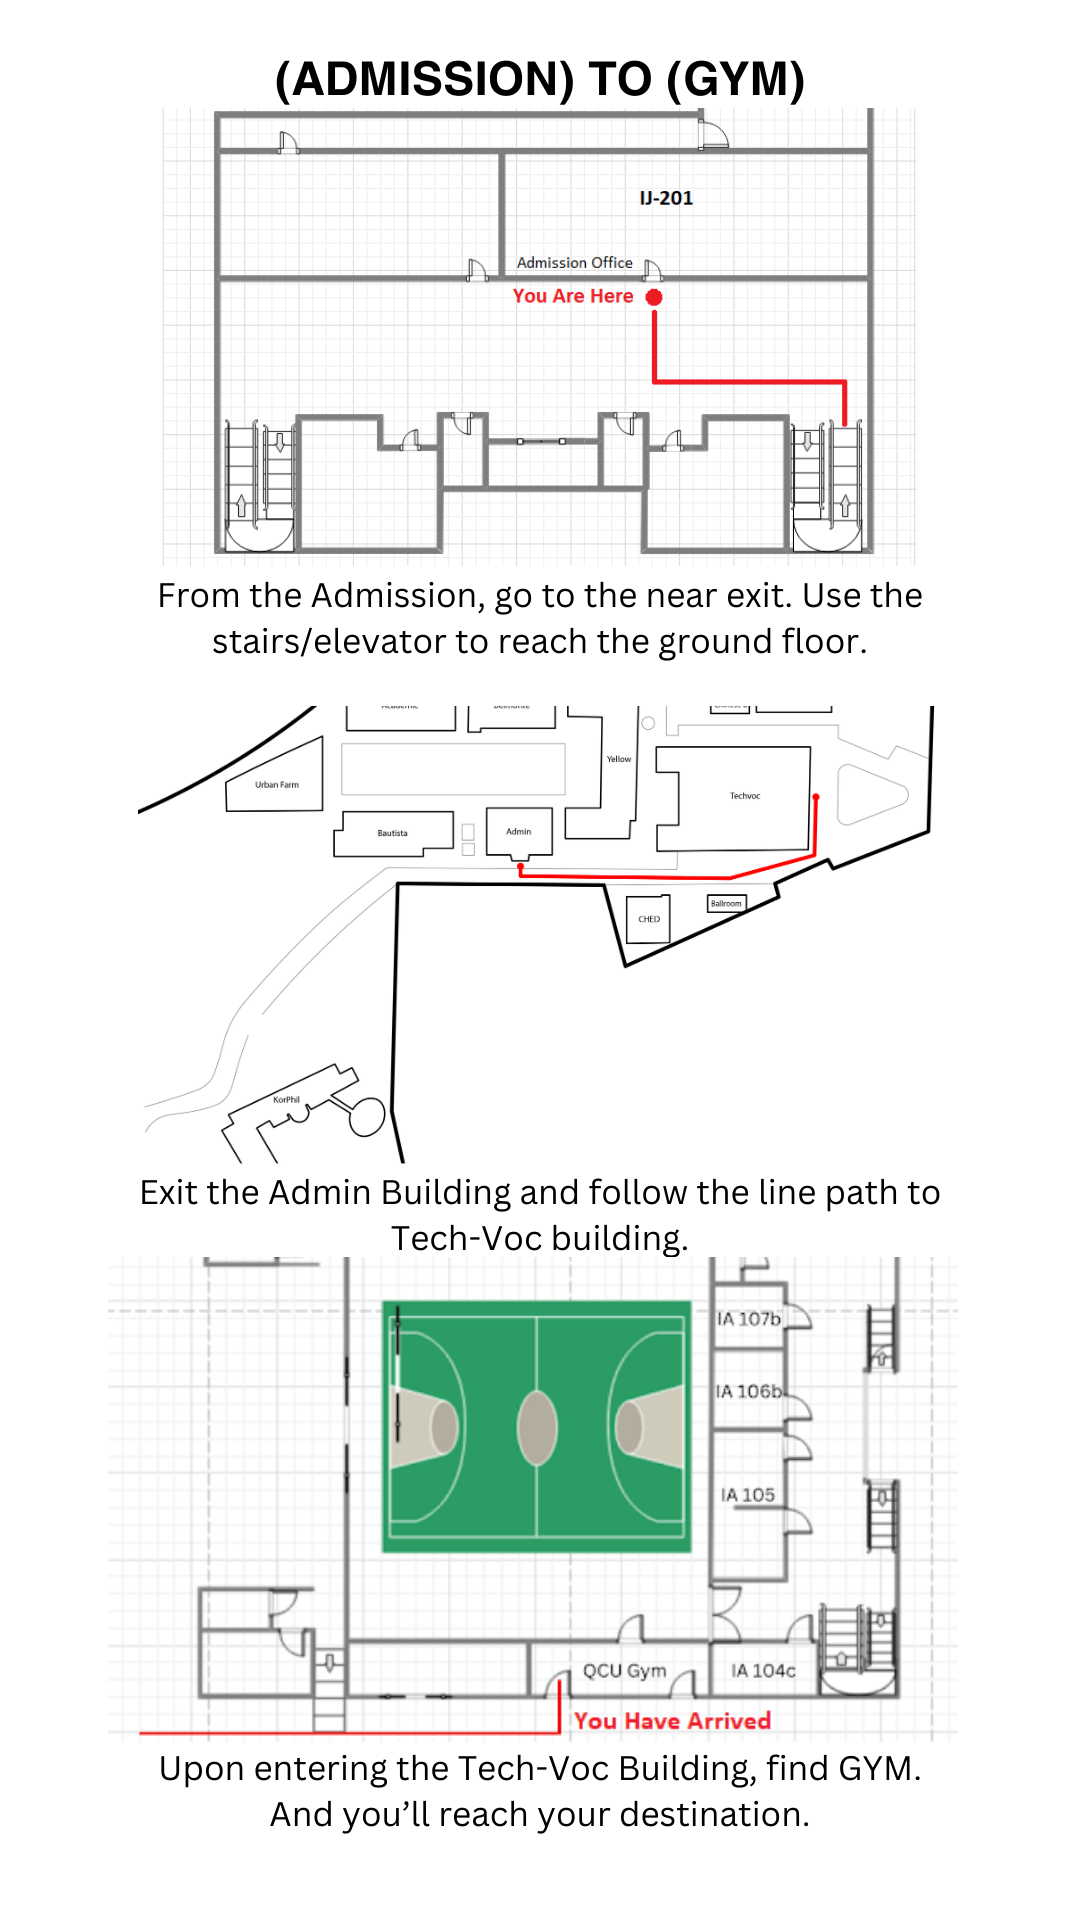 (ADMISSION) TO (GYM)
IJ-201
Admission Office
You Are Here
From the Admission, go to the near exit. Use the
stairs/elevator to reach the ground floor.
Academic
Belmonte
Yellow
Urban Farm
Techvoc
Bautista
Admin
Ballroom
CHED
KorPhil
Exit the Admin Building and follow the line path to
Tech-Voc building.
IA 107b
IA 106b
IA 105
QCU Gym
IA 104c
You Have Arrived
Upon entering the Tech-Voc Building, find GYM.
And you’ll reach your destination.